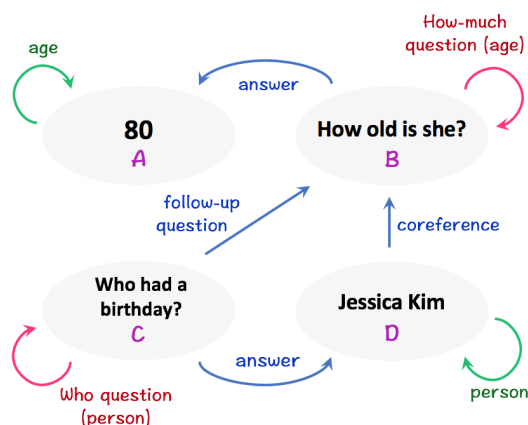 age
How-much
question (age)
answer
80
A
How old is she?
B
follow-up
question
coreference
Who had a
birthday?
C
Jessica Kim
D
answer
Who question
(person)
person